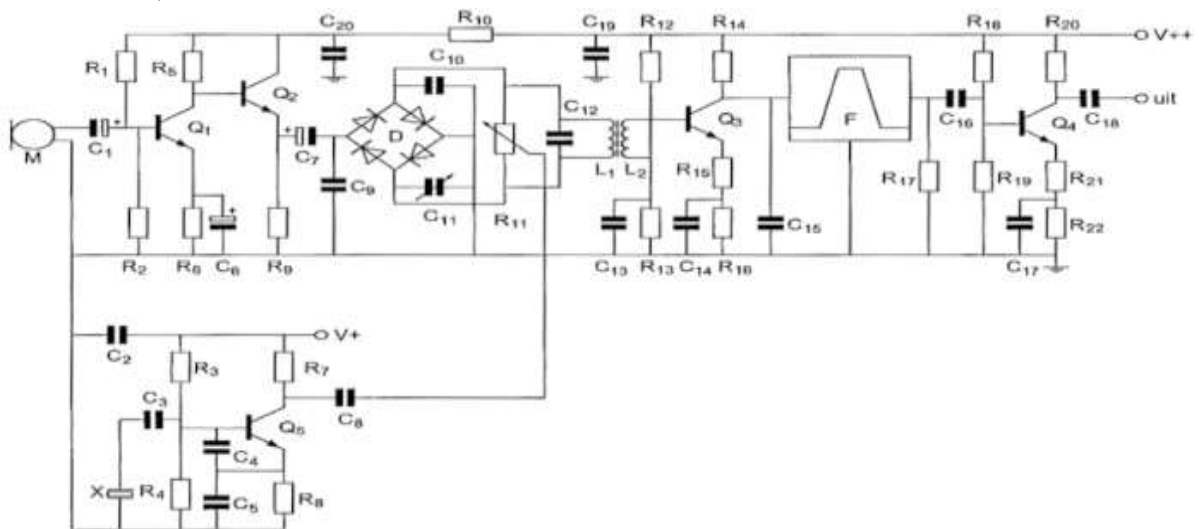 C20 R10 C19 R12 R14 R18 R20
V++
R1 R5 C10
Q2 C12
uit
Q1 D Q3 F C16 Q4 C18
M C1 C7 L1 L2
C9 R15 R17 R19 R21
C11 R11
C15 R22
R2 R6 C6 R9 C13 R13 C14 R16 C17
V+
C2 R3 R7
C3 C8
Q5
C4
X R4 C5 R8